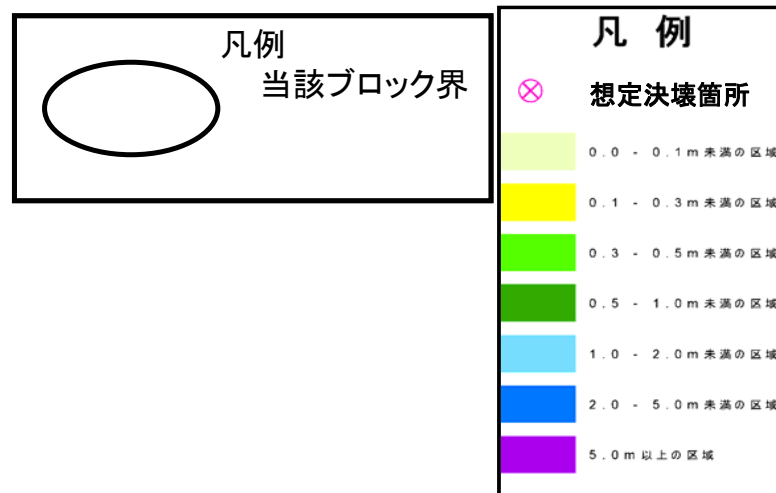 凡例
当該ブロック界
凡 例
想定決壊箇所
0.0 - 0.1m未満の区域
0.1 - 0.3m未満の区域
0.3 - 0.5m未満の区域
0.5 - 1.0m未満の区域
1.0 - 2.0m未満の区域
2.0 - 5.0m未満の区域
5.0m以上の区域